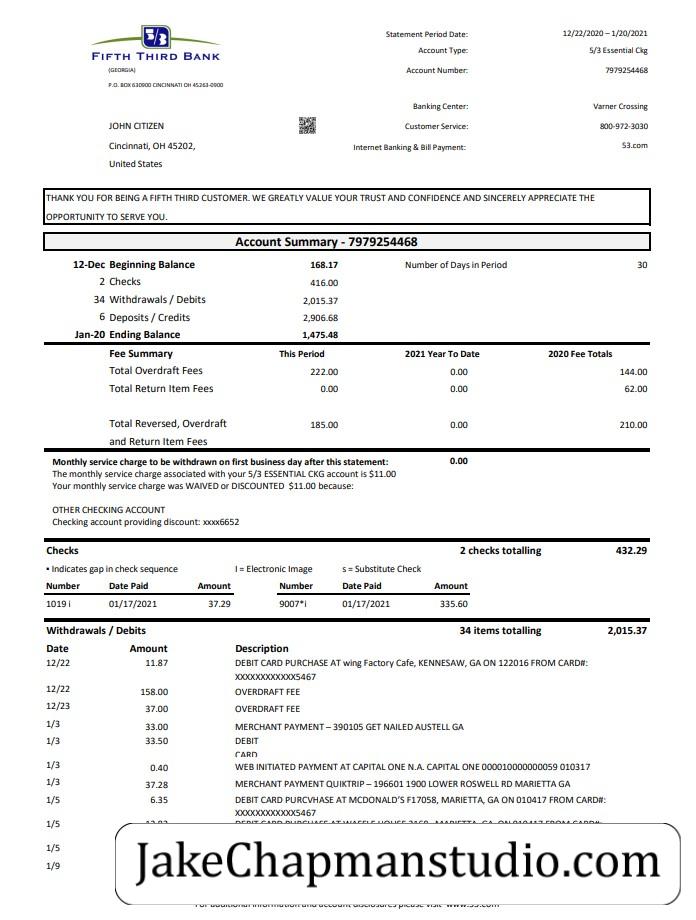 5/3
FIFTH THIRD BANK
(GEORGIA)
P.O. BOX 630900 CINCINNATI OH 45263-0900
Statement Period Date: 12/22/2020 – 1/20/2021
Account Type: 5/3 Essential Ckg
Account Number: 7979254468
Banking Center: Varner Crossing
JOHN CITIZEN Customer Service: 800-972-3030
Cincinnati, OH 45202, Internet Banking & Bill Payment: 53.com
United States
THANK YOU FOR BEING A FIFTH THIRD CUSTOMER. WE GREATLY VALUE YOUR TRUST AND CONFIDENCE AND SINCERELY APPRECIATE THE
OPPORTUNITY TO SERVE YOU.
Account Summary - 7979254468
12-Dec Beginning Balance 168.17 Number of Days in Period 30
2 Checks 416.00
34 Withdrawals / Debits 2,015.37
6 Deposits / Credits 2,906.68
Jan-20 Ending Balance 1,475.48
Fee Summary This Period 2021 Year To Date 2020 Fee Totals
Total Overdraft Fees 222.00 0.00 144.00
Total Return Item Fees 0.00 0.00 62.00
Total Reversed, Overdraft 185.00 0.00 210.00
and Return Item Fees
Monthly service charge to be withdrawn on first business day after this statement: 0.00
The monthly service charge associated with your 5/3 ESSENTIAL CKG account is $11.00
Your monthly service charge was WAIVED or DISCOUNTED $11.00 because:
OTHER CHECKING ACCOUNT
Checking account providing discount: xxxx6652
Checks 2 checks totalling 432.29
▪ Indicates gap in check sequence I = Electronic Image s = Substitute Check
Number Date Paid Amount Number Date Paid Amount
1019 i 01/17/2021 37.29 9007*i 01/17/2021 335.60
Withdrawals / Debits 34 items totalling 2,015.37
Date Amount Description
12/22 11.87 DEBIT CARD PURCHASE AT wing Factory Cafe, KENNESAW, GA ON 122016 FROM CARD#:
XXXXXXXXXXXX5467
12/22 158.00 OVERDRAFT FEE
12/23 37.00 OVERDRAFT FEE
1/3 33.00 MERCHANT PAYMENT – 390105 GET NAILED AUSTELL GA
1/3 33.50 DEBIT
CARD
1/3 0.40 WEB INITIATED PAYMENT AT CAPITAL ONE N.A. CAPITAL ONE 000010000000059 010317
1/3 37.28 MERCHANT PAYMENT QUIKTRIP – 196601 1900 LOWER ROSWELL RD MARIETTA GA
1/5 6.35 DEBIT CARD PURCVHASE AT MCDONALD'S F17058, MARIETTA, GA ON 010417 FROM CARD#:
XXXXXXXXXXXX5467
1/5
1/5
1/9
JakeChapmanstudio.com
For additional information and account disclosures please visit www.53.com